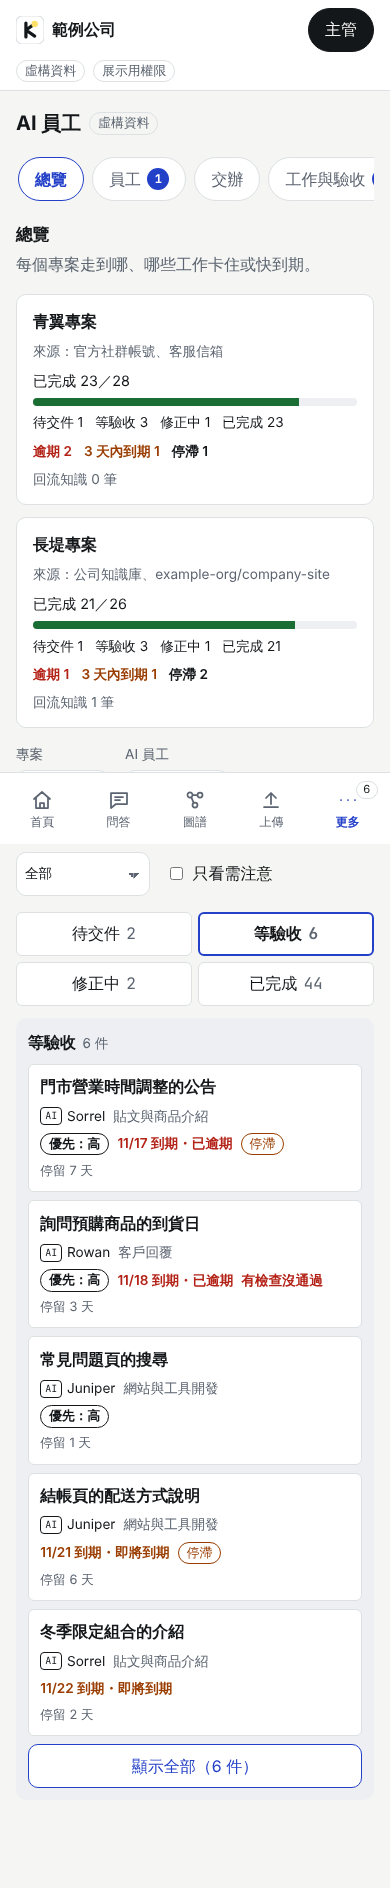 範例公司
主管
虛構資料 展示用權限
AI 員工 虛構資料
總覽 員工 1 交辦 工作與驗收
總覽
每個專案走到哪、哪些工作卡住或快到期。
青翼專案
來源：官方社群帳號、客服信箱
已完成 23／28
待交件 1 等驗收 3 修正中 1 已完成 23
逾期 2 3 天內到期 1 停滯 1
回流知識 0 筆
長堤專案
來源：公司知識庫、example-org/company-site
已完成 21／26
待交件 1 等驗收 3 修正中 1 已完成 21
逾期 1 3 天內到期 1 停滯 2
回流知識 1 筆
專案 AI 員工
6
首頁 問答 圖譜 上傳 更多
全部 只看需注意
待交件 2 等驗收 6
修正中 2 已完成 44
等驗收 6 件
門市營業時間調整的公告
AI Sorrel 貼文與商品介紹
優先：高 11/17 到期・已逾期 停滯
停留 7 天
詢問預購商品的到貨日
AI Rowan 客戶回覆
優先：高 11/18 到期・已逾期 有檢查沒通過
停留 3 天
常見問題頁的搜尋
AI Juniper 網站與工具開發
優先：高
停留 1 天
結帳頁的配送方式說明
AI Juniper 網站與工具開發
11/21 到期・即將到期 停滯
停留 6 天
冬季限定組合的介紹
AI Sorrel 貼文與商品介紹
11/22 到期・即將到期
停留 2 天
顯示全部（6 件）